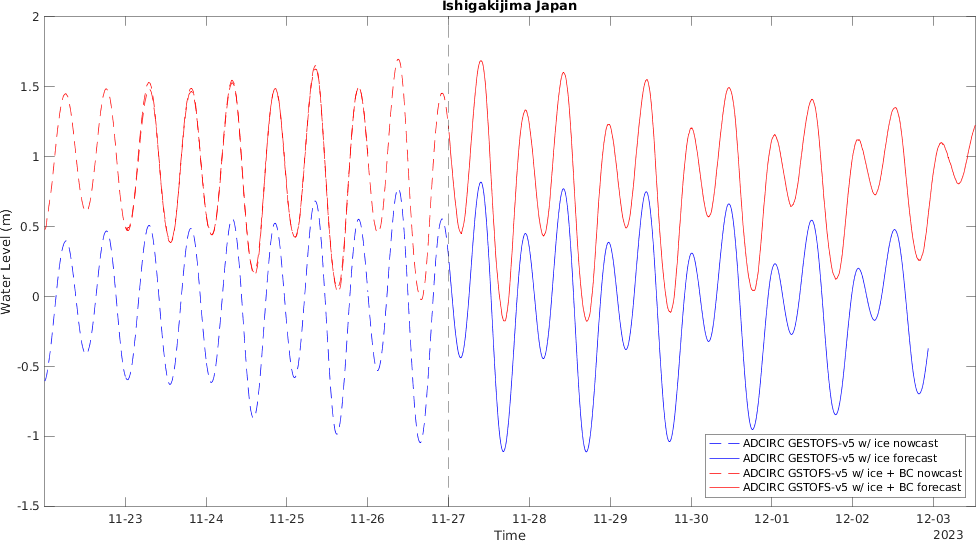 Ishigakijima Japan
2
1.5
1
0.5
0
-0.5
-1
-1.5
Water Level (m)
11-23 11-24 11-25 11-26 11-27 11-28 11-29 11-30 12-01 12-02 12-03
Time
2023
ADCIRC GESTOFS-v5 w/ ice nowcast
ADCIRC GESTOFS-v5 w/ ice forecast
ADCIRC GSTOFS-v5 w/ ice + BC nowcast
ADCIRC GSTOFS-v5 w/ ice + BC forecast